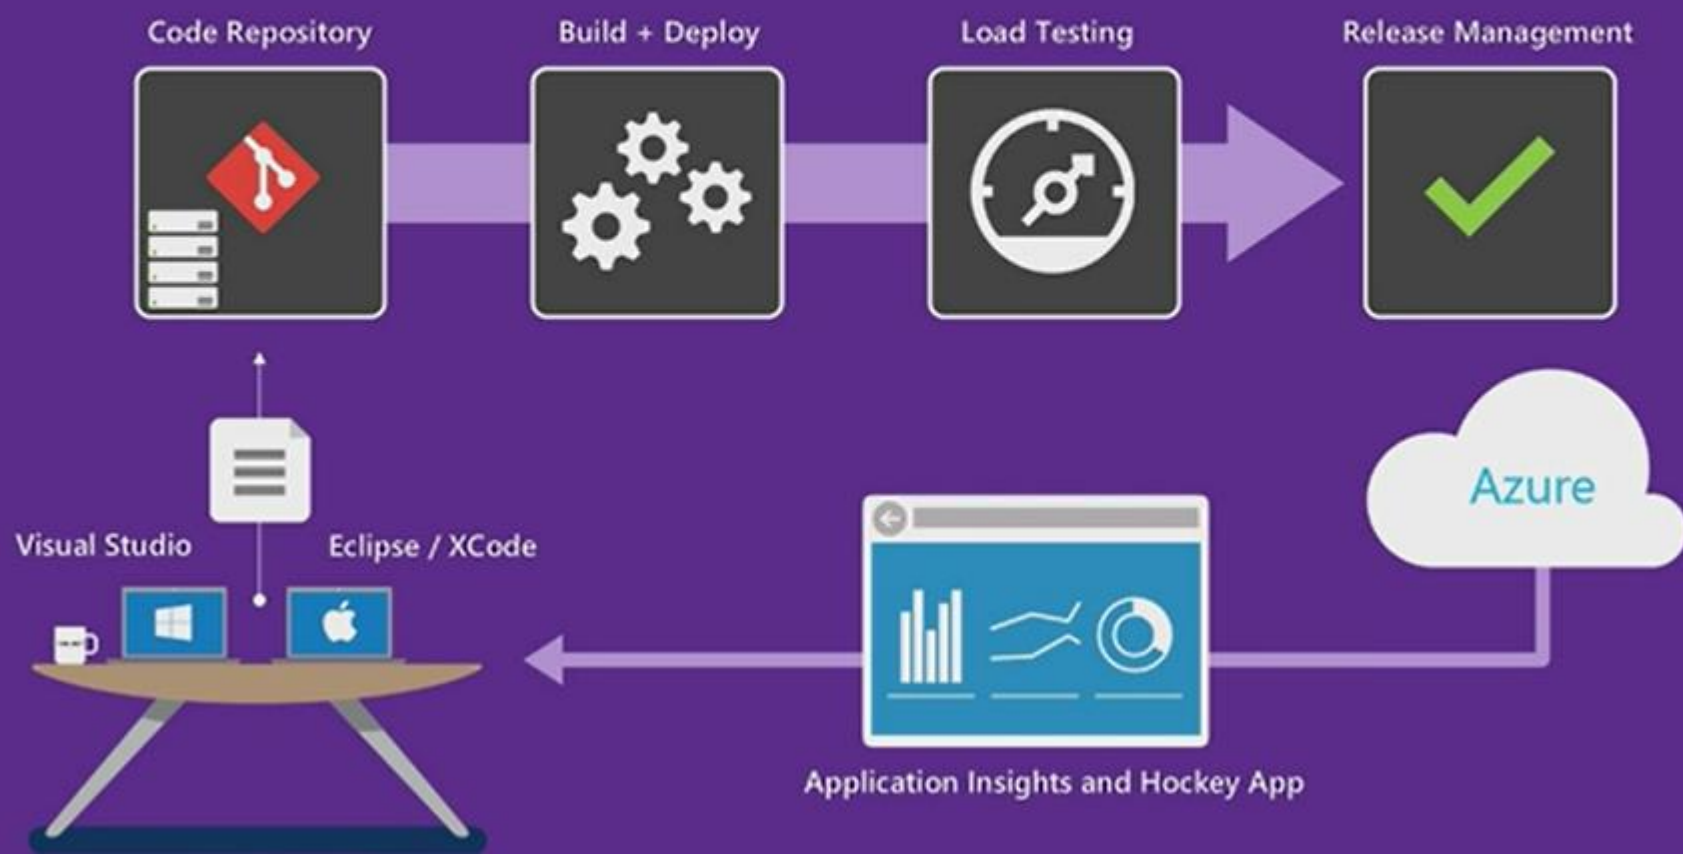 Code Repository
Build + Deploy
Load Testing
Release Management
Azure
Visual Studio
Eclipse / XCode
Application Insights and Hockey App